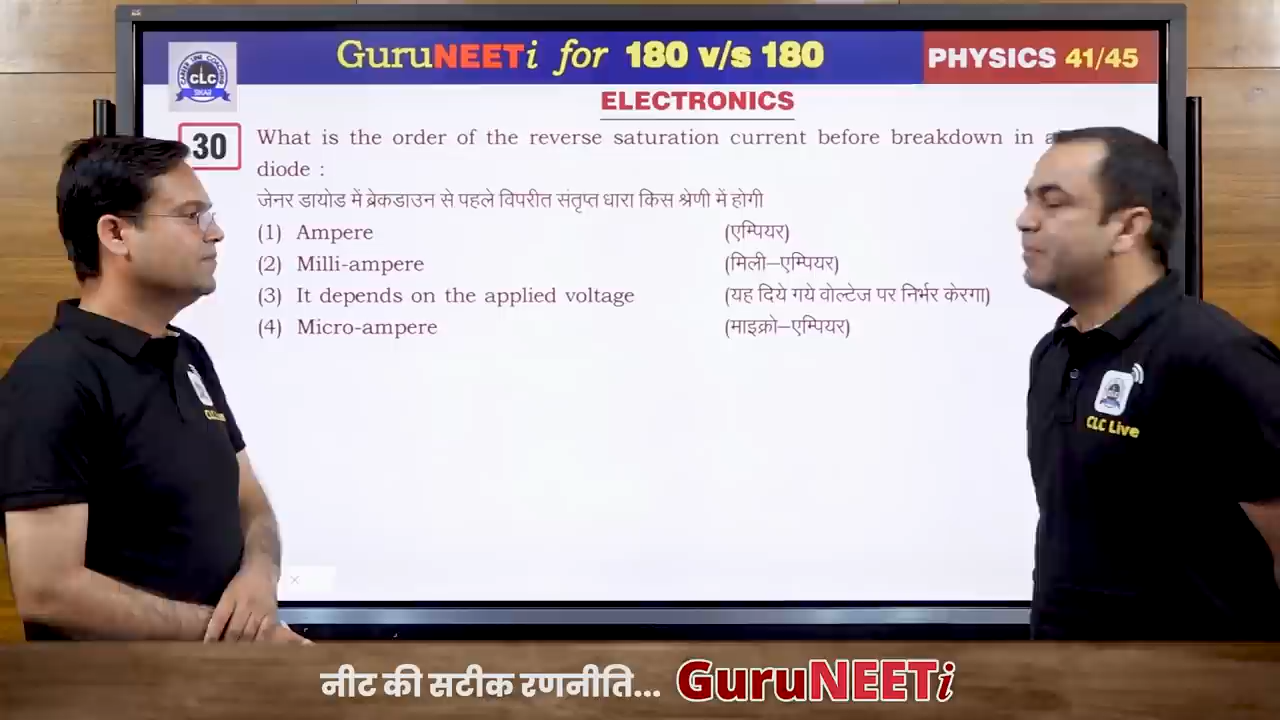 GuruNEETi for 180 v/s 180
PHYSICS 41/45
CLC
ELECTRONICS
30
What is the order of the reverse saturation current before breakdown in a
diode :
जेनर डायोड में ब्रेकडाउन से पहले विपरीत संतृप्त धारा किस श्रेणी में होगी
(1) Ampere (एम्पियर)
(2) Milli-ampere (मिली–एम्पियर)
(3) It depends on the applied voltage (यह दिये गये वोल्टेज पर निर्भर केरगा)
(4) Micro-ampere (माइक्रो–एम्पियर)
CLC Live
नीट की सटीक रणनीति... GuruNEETi